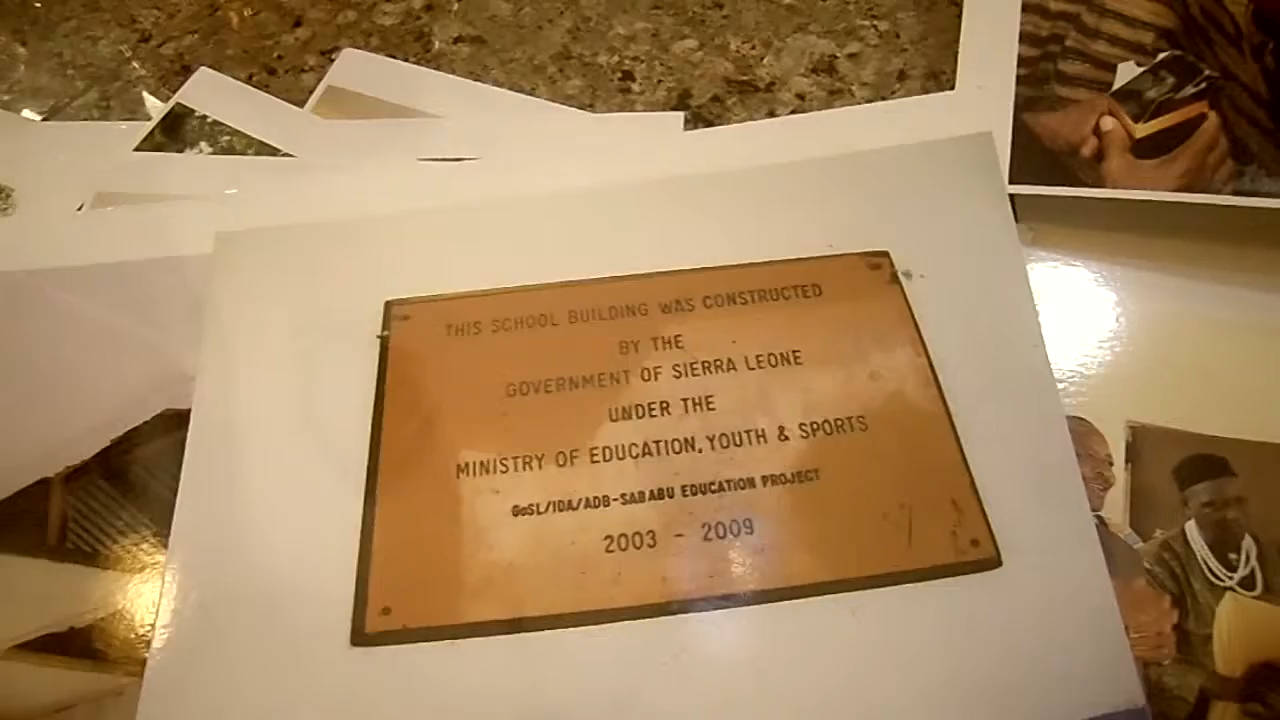 THIS SCHOOL BUILDING WAS CONSTRUCTED
BY THE
GOVERNMENT OF SIERRA LEONE
UNDER THE
MINISTRY OF EDUCATION, YOUTH & SPORTS
GoSL/IDA/ADB-SABABU EDUCATION PROJECT
2003 - 2009